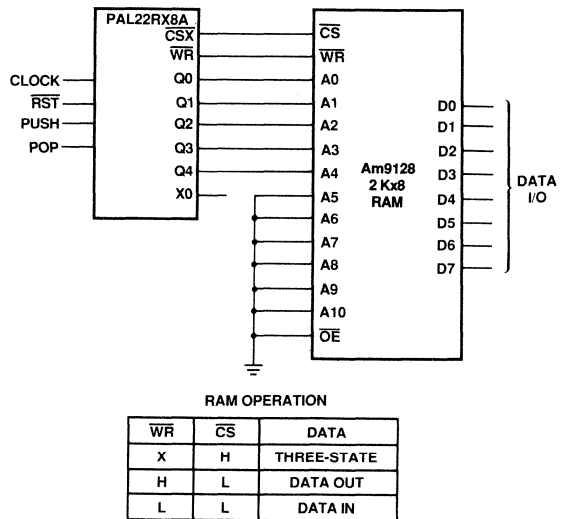 PAL22RX8A
CSX
WR
Q0
Q1
Q2
Q3
Q4
X0
CLOCK
RST
PUSH
POP
CS
WR
A0
A1
A2
A3
A4
A5
A6
A7
A8
A9
A10
OE
Am9128
2 Kx8
RAM
D0
D1
D2
D3
D4
D5
D6
D7
DATA
I/O
RAM OPERATION
WR CS DATA
X H THREE-STATE
H L DATA OUT
L L DATA IN